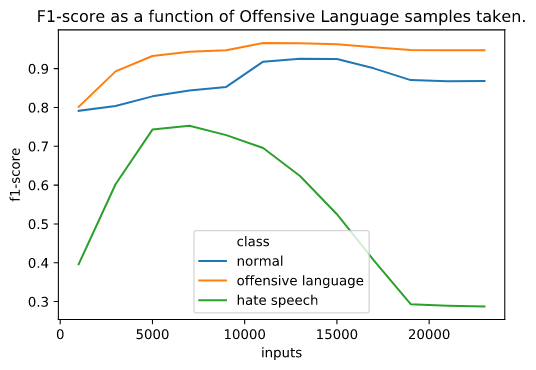 F1-score as a function of Offensive Language samples taken.
0.9
0.8
0.7
0.6
0.5
0.4
0.3
f1-score
class
normal
offensive language
hate speech
0 5000 10000 15000 20000
inputs